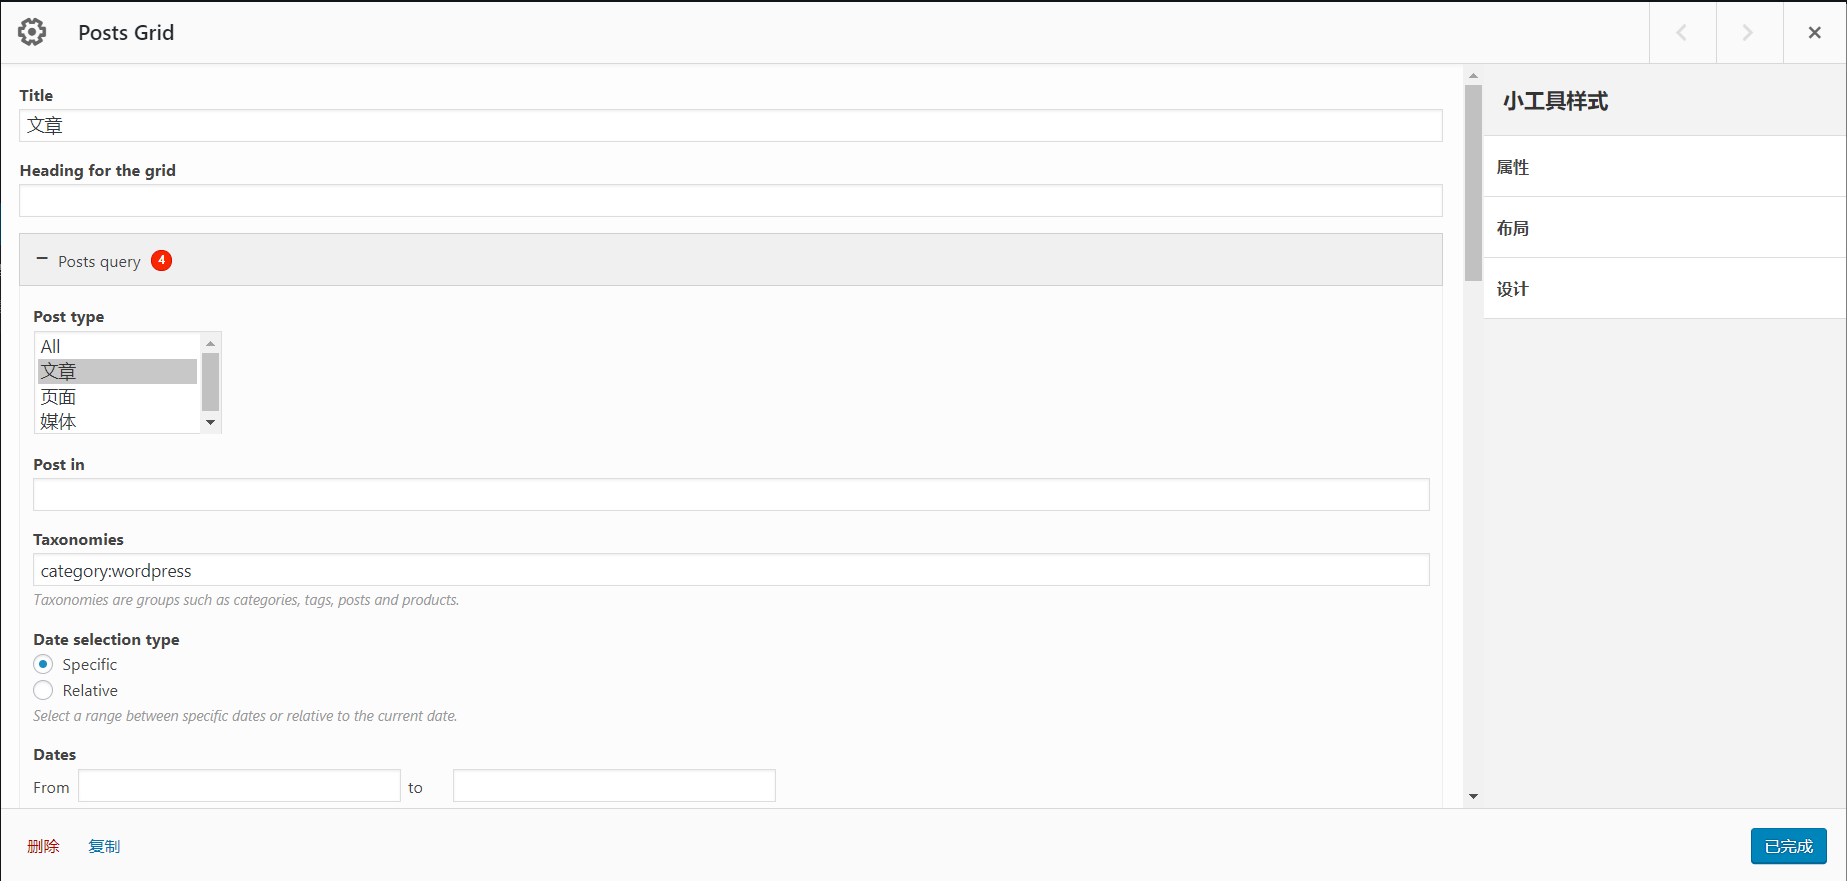 Posts Grid
Title
文章
Heading for the grid
Posts query 4
Post type
All
文章
页面
媒体
Post in
Taxonomies
category:wordpress
Taxonomies are groups such as categories, tags, posts and products.
Date selection type
Specific
Relative
Select a range between specific dates or relative to the current date.
Dates
From to
小工具样式
属性
布局
设计
删除 复制
已完成